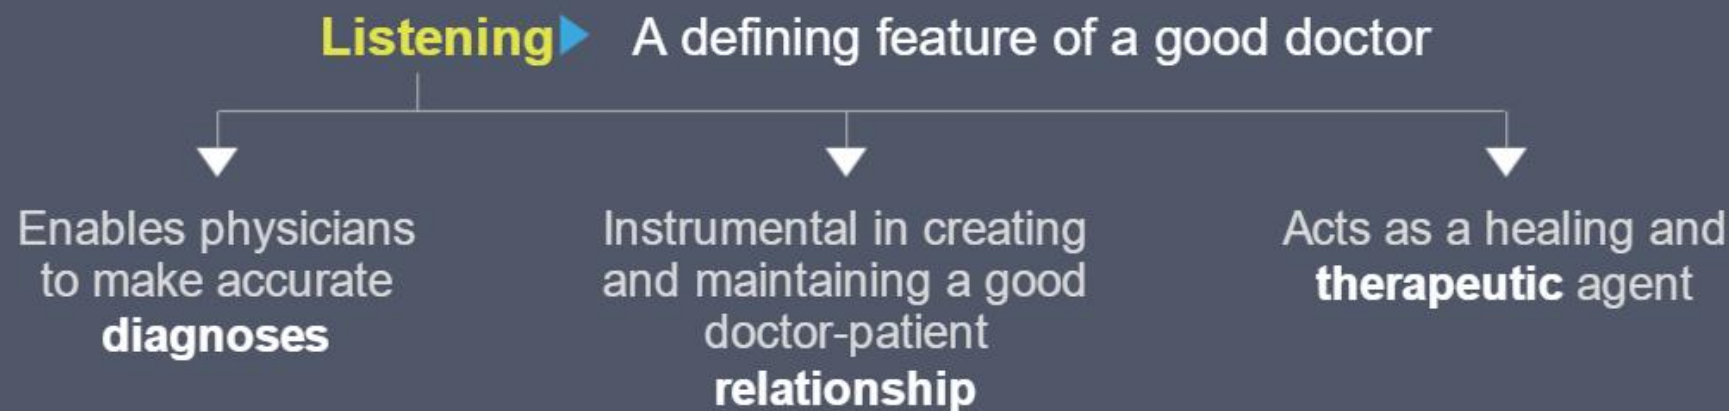 Listening A defining feature of a good doctor
Enables physicians
to make accurate
diagnoses
Instrumental in creating
and maintaining a good
doctor-patient
relationship
Acts as a healing and
therapeutic agent